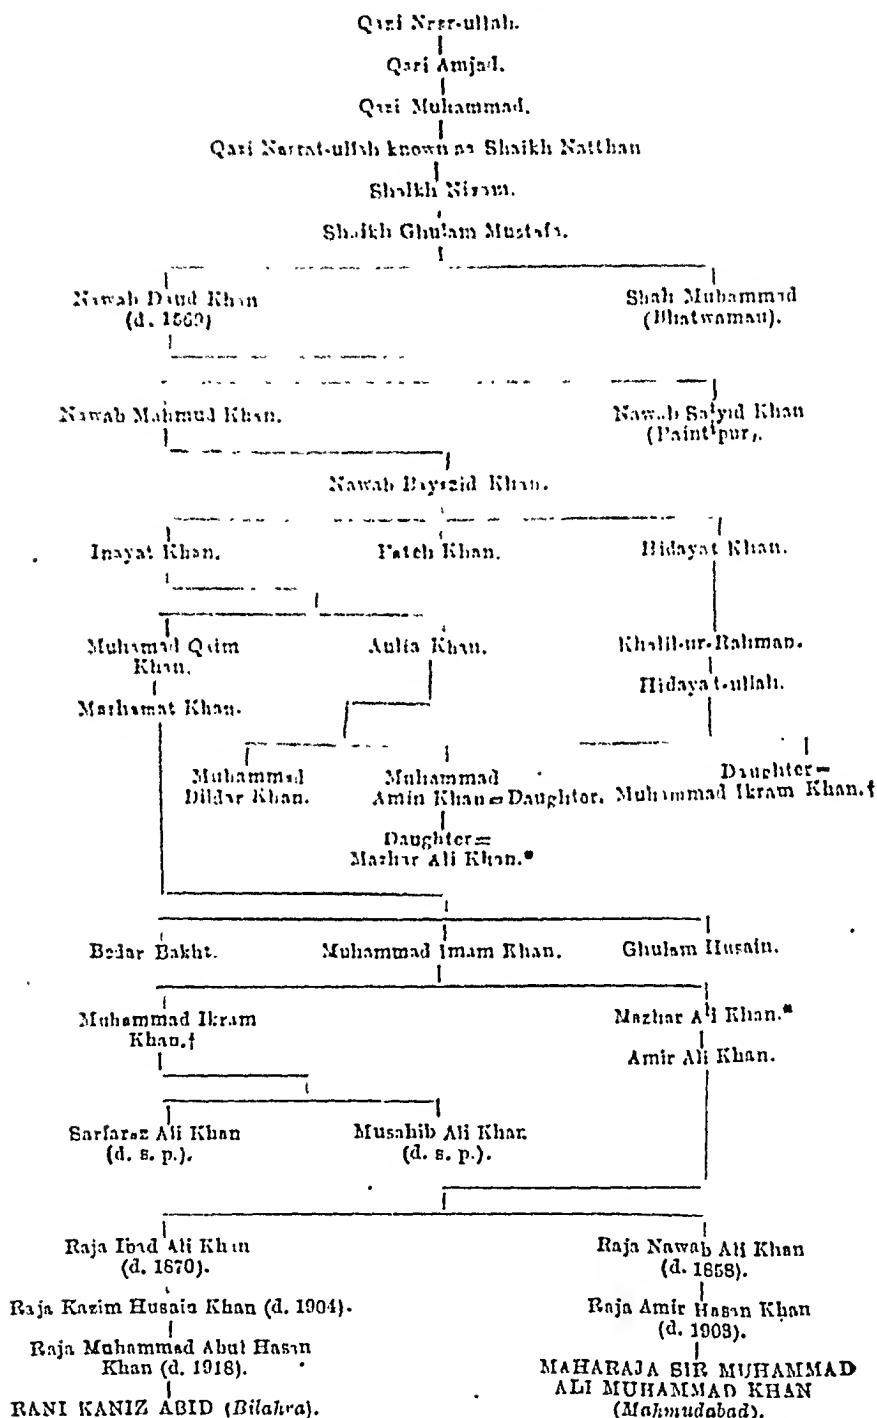 Qazi Nasr-ullah.
Qazi Amjad.
Qazi Muhammad.
Qazi Nasrat-ullah known as Shaikh Natthan
Shaikh Nizam.
Shaikh Ghulam Mustafa.
Nawab Daud Khan
(d. 1569)
Shah Muhammad
(Bhatwamau).
Nawab Mahmud Khan.
Nawab Saiyid Khan
(Paintipur).
Nawab Bayazid Khan.
Inayat Khan.
Fateh Khan.
Hidayat Khan.
Muhamad Qaim
Khan.
Aulia Khan.
Khalil-ur-Rahman.
Hidayat-ullah.
Marhamat Khan.
Muhammad
Dildar Khan.
Muhammad
Amin Khan = Daughter.
Daughter =
Muhammad Ikram Khan.†
Daughter =
Mazhar Ali Khan.*
Bedar Bakht.
Muhammad Imam Khan.
Ghulam Husain.
Muhammad Ikram
Khan.†
Mazhar Ali Khan.*
Amir Ali Khan.
Sarfaraz Ali Khan
(d. s. p.).
Musahib Ali Khan
(d. s. p.).
Raja Ibad Ali Khan
(d. 1870).
Raja Nawab Ali Khan
(d. 1858).
Raja Kazim Husain Khan (d. 1904).
Raja Amir Hasan Khan
(d. 1903).
Raja Muhammad Abul Hasan
Khan (d. 1918).
MAHARAJA SIR MUHAMMAD
ALI MUHAMMAD KHAN
(Mahmudabad).
RANI KANIZ ABID (Bilahra).